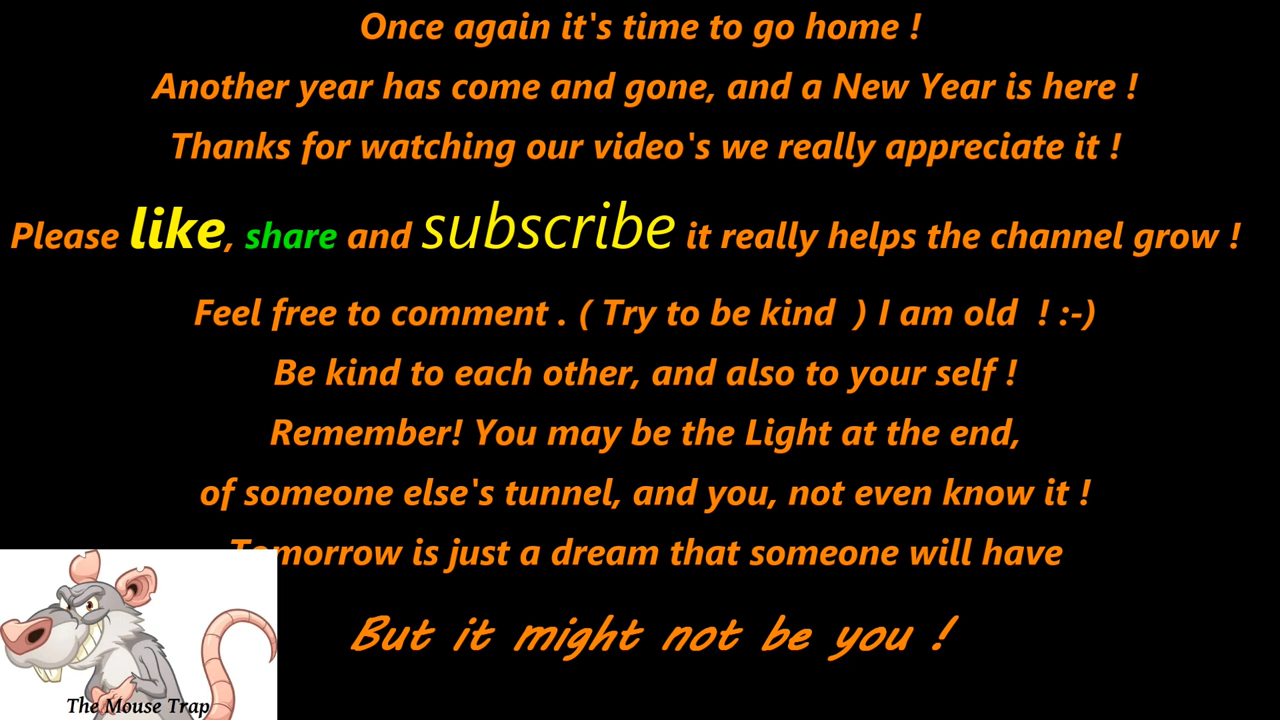 Once again it's time to go home !
Another year has come and gone, and a New Year is here !
Thanks for watching our video's we really appreciate it !
Please like, share and subscribe it really helps the channel grow !
Feel free to comment . ( Try to be kind  ) I am old  ! :-)
Be kind to each other, and also to your self !
Remember! You may be the Light at the end,
of someone else's tunnel, and you, not even know it !
Tomorrow is just a dream that someone will have
But it might not be you !
The Mouse Trap